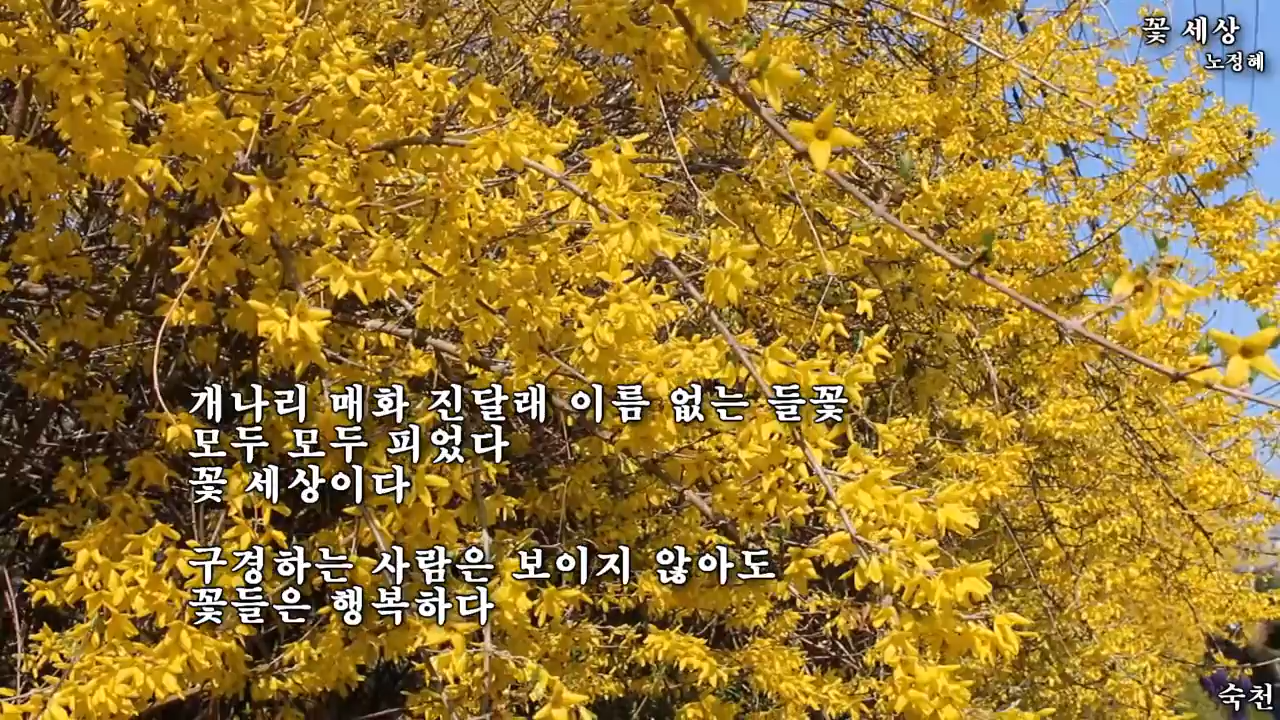 꽃 세상
노정혜
개나리 매화 진달래 이름 없는 들꽃
모두 모두 피었다
꽃 세상이다
구경하는 사람은 보이지 않아도
꽃들은 행복하다
숙천